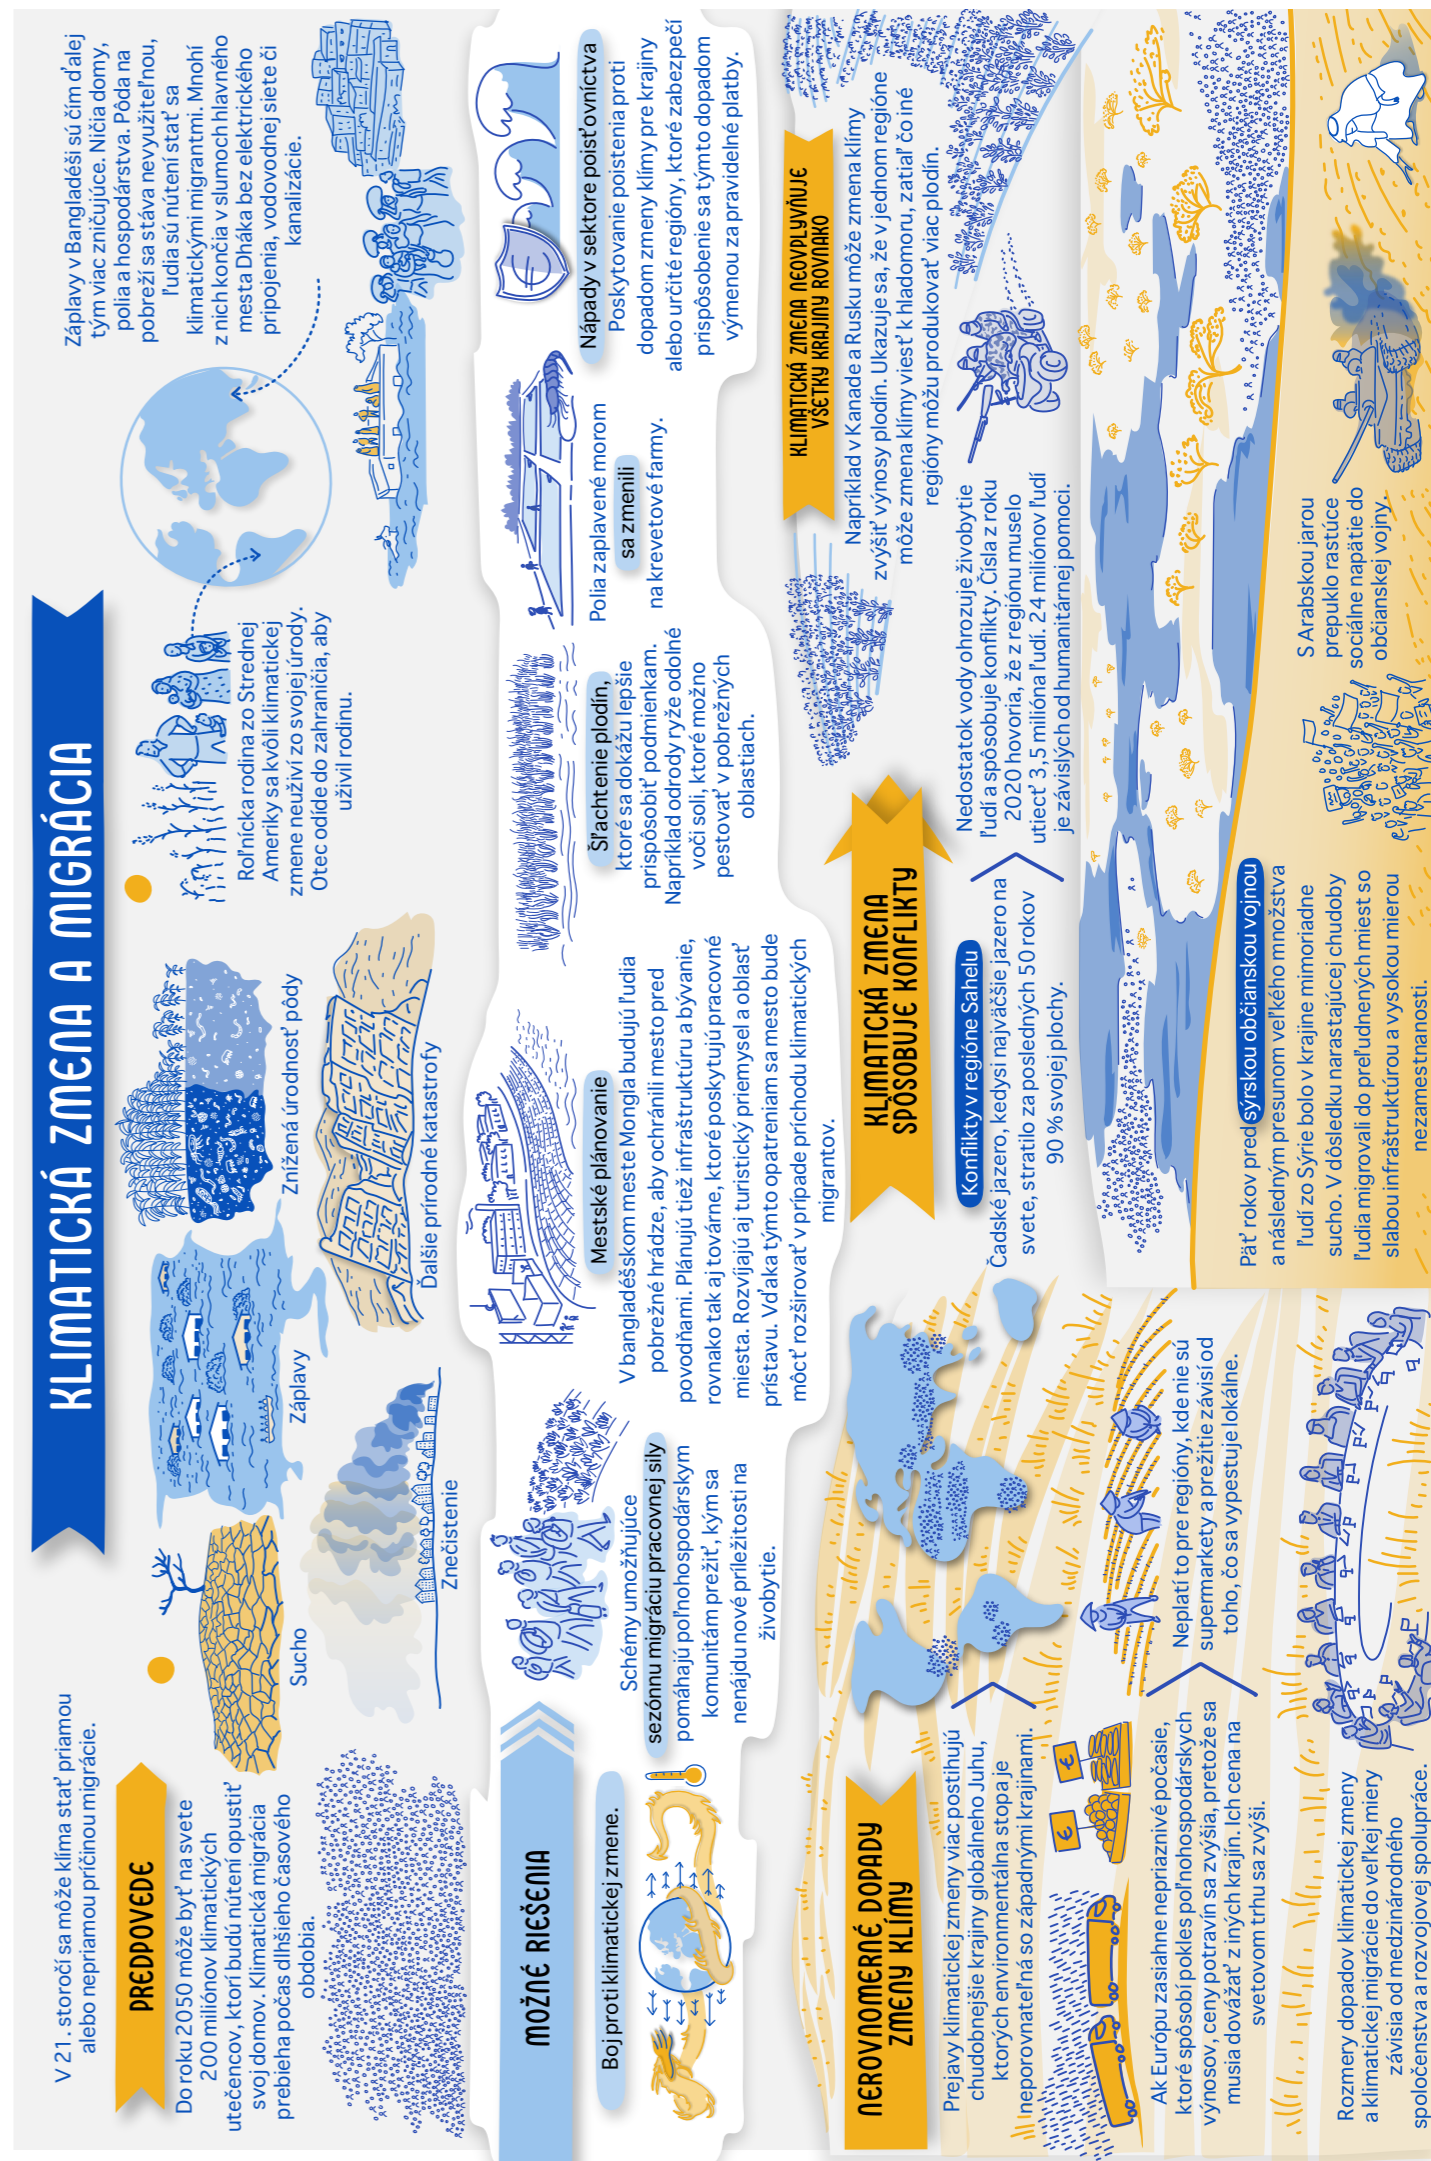 KLIMATICKÁ ZMENA A MIGRÁCIA
V 21. storočí sa môže klíma stať priamou
alebo nepriamou príčinou migrácie.
PREDPOVEDE
Do roku 2050 môže byť na svete
200 miliónov klimatických
utečencov, ktorí budú nútení opustiť
svoj domov. Klimatická migrácia
prebieha počas dlhšieho časového
obdobia.
Sucho
Záplavy
Znížená úrodnosť pôdy
Znečistenie
Ďalšie prírodné katastrofy
Roľnícka rodina zo Strednej
Ameriky sa kvôli klimatickej
zmene neuživí zo svojej úrody.
Otec odíde do zahraničia, aby
uživil rodinu.
Záplavy v Bangladéši sú čím ďalej
tým viac zničujúce. Ničia domy,
polia a hospodárstva. Pôda na
pobreží sa stáva nevyužiteľnou,
ľudia sú nútení stať sa
klimatickými migrantmi. Mnohí
z nich končia v slumoch hlavného
mesta Dháka bez elektrického
pripojenia, vodovodnej siete či
kanalizácie.
MOŽNÉ RIEŠENIA
Boj proti klimatickej zmene.
Schémy umožňujúce
sezónnu migráciu pracovnej sily
pomáhajú poľnohospodárskym
komunitám prežiť, kým sa
nenájdu nové príležitosti na
živobytie.
Mestské plánovanie
V bangladéšskom meste Mongla budujú ľudia
pobrežné hrádze, aby ochránili mesto pred
povodňami. Plánujú tiež infraštruktúru a bývanie,
rovnako tak aj továrne, ktoré poskytujú pracovné
miesta. Rozvíjajú aj turistický priemysel a oblasť
prístavu. Vďaka týmto opatreniam sa mesto bude
môcť rozširovať v prípade príchodu klimatických
migrantov.
Šľachtenie plodín,
ktoré sa dokážu lepšie
prispôsobiť podmienkam.
Napríklad odrody ryže odolné
voči soli, ktoré možno
pestovať v pobrežných
oblastiach.
Polia zaplavené morom
sa zmenili
na krevetové farmy.
Nápady v sektore poisťovníctva
Poskytovanie poistenia proti
dopadom zmeny klímy pre krajiny
alebo určité regióny, ktoré zabezpečí
prispôsobenie sa týmto dopadom
výmenou za pravidelné platby.
NEROVNOMERNÉ DOPADY
ZMENY KLÍMY
Prejavy klimatickej zmeny viac postihujú
chudobnejšie krajiny globálneho Juhu,
ktorých environmentálna stopa je
neporovnateľná so západnými krajinami.
€
€
Ak Európu zasiahne nepriaznivé počasie,
ktoré spôsobí pokles poľnohospodárskych
výnosov, ceny potravín sa zvýšia, pretože sa
musia dovážať z iných krajín. Ich cena na
svetovom trhu sa zvýši.
Neplatí to pre regióny, kde nie sú
supermarkety a prežitie závisí od
toho, čo sa vypestuje lokálne.
Rozmery dopadov klimatickej zmeny
a klimatickej migrácie do veľkej miery
závisia od medzinárodného
spoločenstva a rozvojovej spolupráce.
KLIMATICKÁ ZMENA
SPÔSOBUJE KONFLIKTY
Konflikty v regióne Sahelu
Čadské jazero, kedysi najväčšie jazero na
svete, stratilo za posledných 50 rokov
90 % svojej plochy.
Nedostatok vody ohrozuje živobytie
ľudí a spôsobuje konflikty. Čísla z roku
2020 hovoria, že z regiónu muselo
utiecť 3,5 milióna ľudí. 24 miliónov ľudí
je závislých od humanitárnej pomoci.
KLIMATICKÁ ZMENA NEOVPLYVŇUJE
VŠETKY KRAJINY ROVNAKO
Napríklad v Kanade a Rusku môže zmena klímy
zvýšiť výnosy plodín. Ukazuje sa, že v jednom regióne
môže zmena klímy viesť k hladomoru, zatiaľ čo iné
regióny môžu produkovať viac plodín.
Päť rokov pred sýrskou občianskou vojnou
a následným presunom veľkého množstva
ľudí zo Sýrie bolo v krajine mimoriadne
sucho. V dôsledku narastajúcej chudoby
ľudia migrovali do preľudnených miest so
slabou infraštruktúrou a vysokou mierou
nezamestnanosti.
S Arabskou jarou
prepuklo rastúce
sociálne napätie do
občianskej vojny.